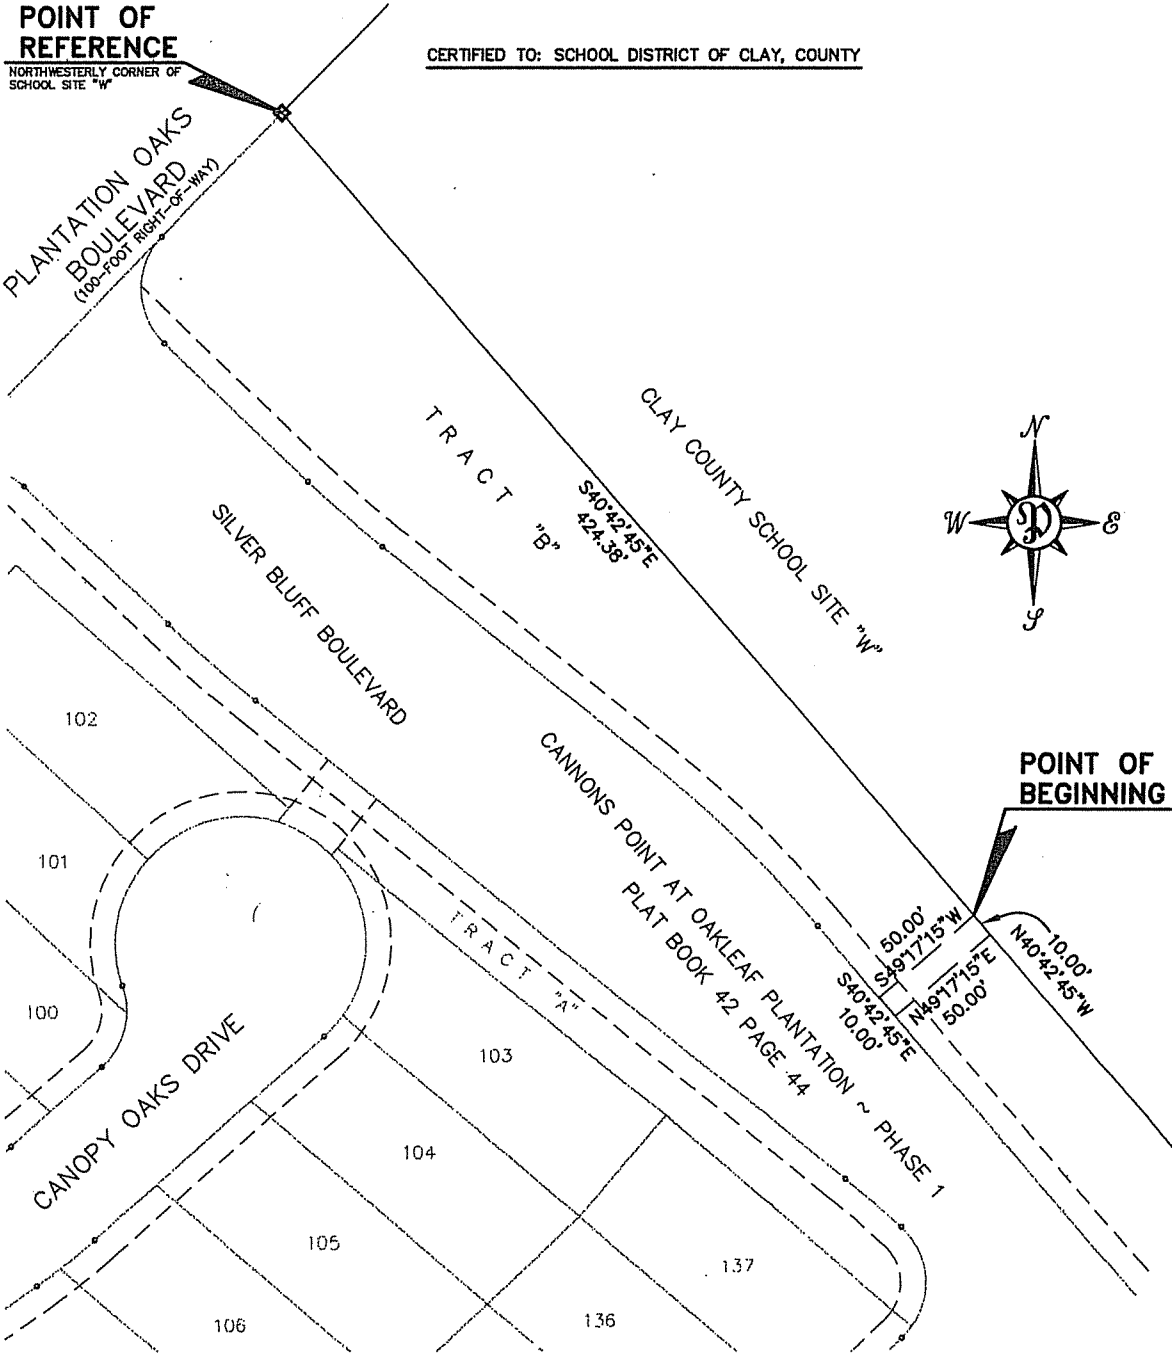 POINT OF
REFERENCE
NORTHWESTERLY CORNER OF
SCHOOL SITE "W"
CERTIFIED TO: SCHOOL DISTRICT OF CLAY, COUNTY
PLANTATION OAKS
BOULEVARD
(100-FOOT RIGHT-OF-WAY)
TRACT "B"
S40°42'45"E
424.38'
CLAY COUNTY SCHOOL SITE "W"
N
W
E
S
SILVER BLUFF BOULEVARD
CANNONS POINT AT OAKLEAF PLANTATION ~ PHASE 1
PLAT BOOK 42 PAGE 44
POINT OF
BEGINNING
50.00'
S49°17'15"W
10.00'
N40°42'45"W
N49°17'15"E
50.00'
S40°42'45"E
10.00'
TRACT "A"
CANOPY OAKS DRIVE
102
101
100
103
104
105
106
137
136